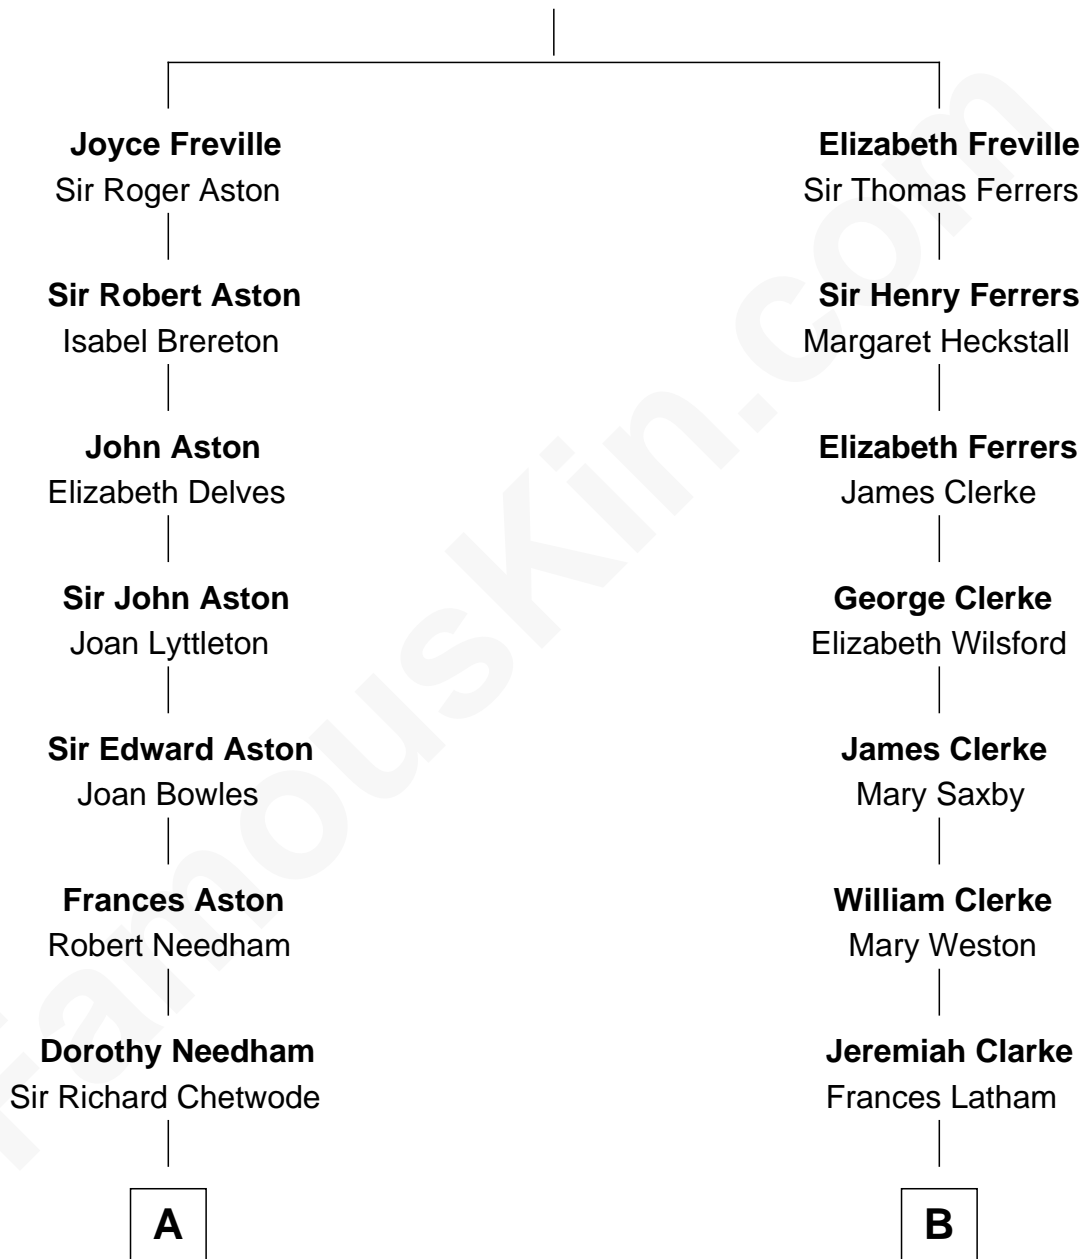 Joyce Freville
Sir Roger Aston
Sir Robert Aston
Isabel Brereton
John Aston
Elizabeth Delves
Sir John Aston
Joan Lyttleton
Sir Edward Aston
Joan Bowles
Frances Aston
Robert Needham
Dorothy Needham
Sir Richard Chetwode
A
Elizabeth Freville
Sir Thomas Ferrers
Sir Henry Ferrers
Margaret Heckstall
Elizabeth Ferrers
James Clerke
George Clerke
Elizabeth Wilsford
James Clerke
Mary Saxby
William Clerke
Mary Weston
Jeremiah Clarke
Frances Latham
B
FamousKin.com